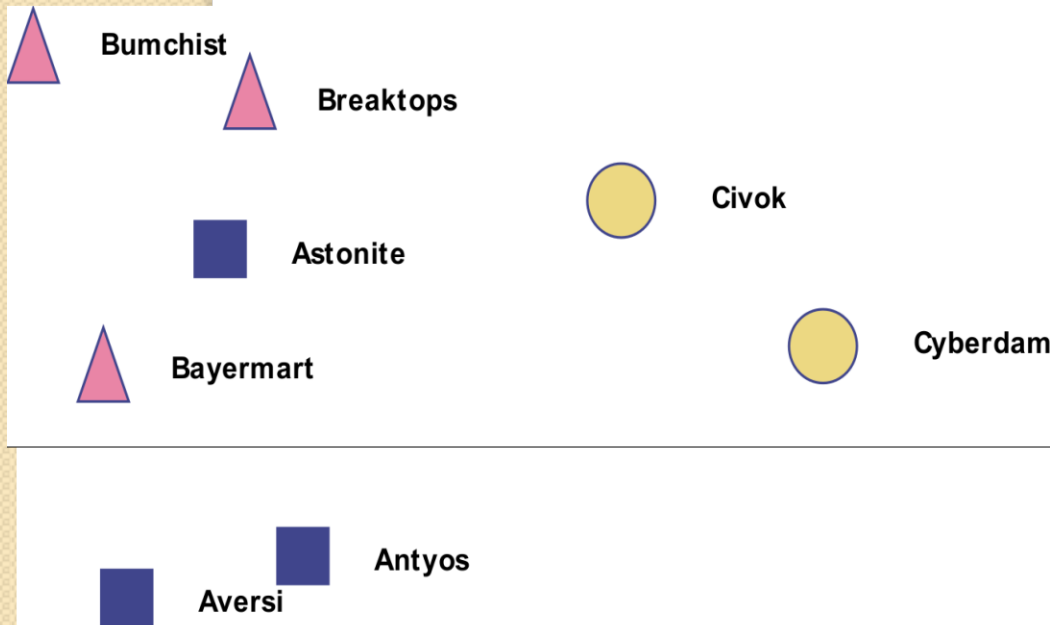 Bumchist
Breaktops
Civok
Astonite
Cyberdam
Bayermart
Antyos
Aversi